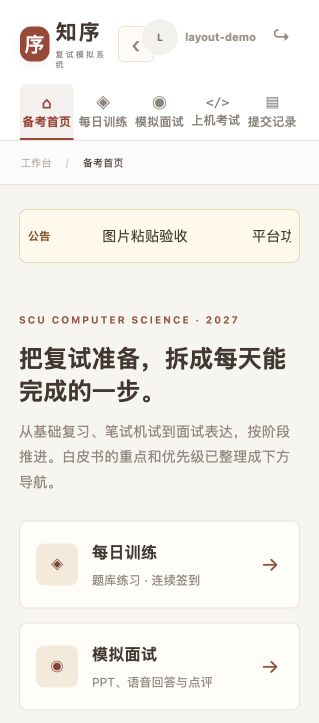 序
知序
复试模拟系
统
L
layout-demo
备考首页
每日训练
模拟面试
</>
上机考试
提交记录
工作台 / 备考首页
公告
图片粘贴验收
平台
SCU COMPUTER SCIENCE · 2027
把复试准备，拆成每天能
完成的一步。
从基础复习、笔试机试到面试表达，按阶段
推进。白皮书的重点和优先级已整理成下方
导航。
每日训练
题库练习 · 连续签到
模拟面试
PPT、语音回答与点评